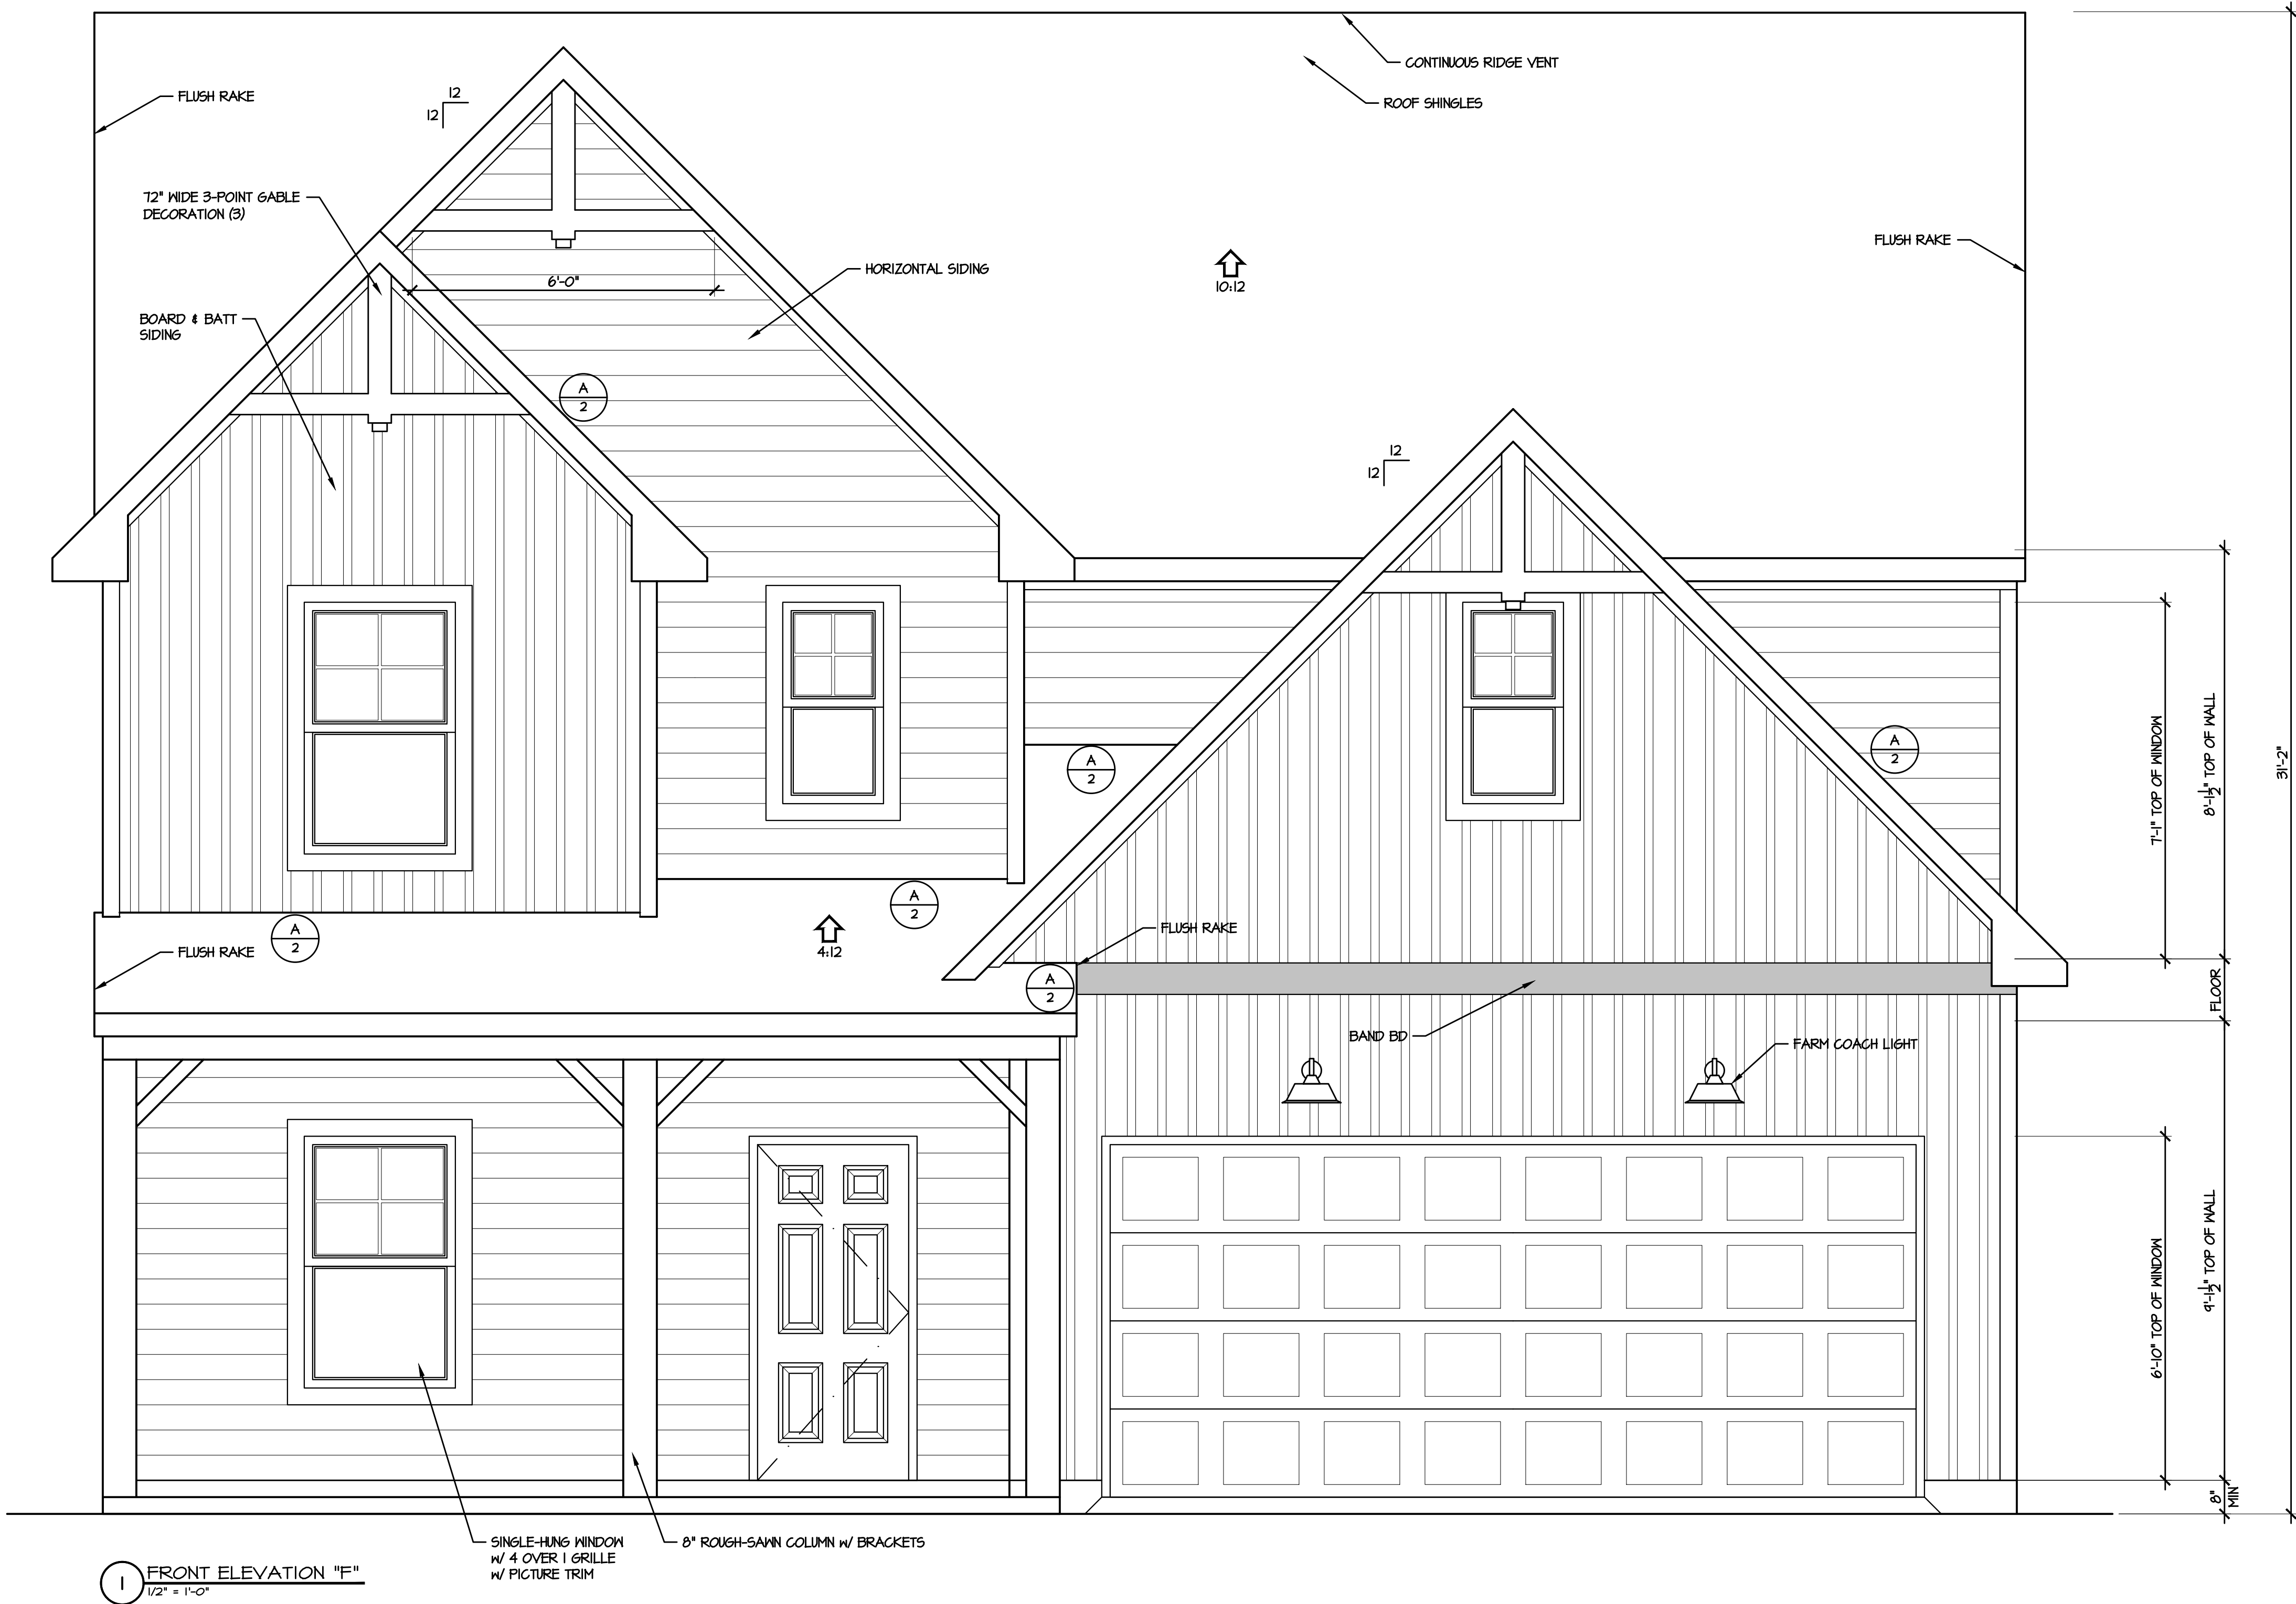 CONTINUOUS RIDGE VENT
ROOF SHINGLES
FLUSH RAKE
12
12
72" WIDE 3-POINT GABLE
DECORATION (3)
FLUSH RAKE
HORIZONTAL SIDING
6'-0"
10:12
BOARD & BATT
SIDING
A
2
12
12
A
2
A
2
7'-1" TOP OF WINDOW
8'-1 1/2" TOP OF WALL
31'-2"
A
2
A
2
4:12
FLUSH RAKE
FLUSH RAKE
A
2
FLOOR
BAND BD
FARM COACH LIGHT
6'-10" TOP OF WINDOW
9'-1 1/2" TOP OF WALL
8"
MIN
SINGLE-HUNG WINDOW
W/ 4 OVER 1 GRILLE
W/ PICTURE TRIM
8" ROUGH-SAWN COLUMN W/ BRACKETS
1
FRONT ELEVATION "F"
1/2" = 1'-0"